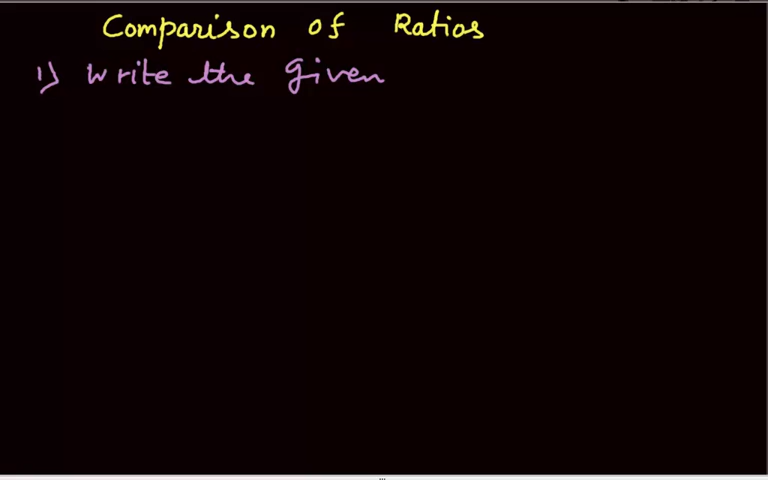 Comparison of Ratios
1) Write the given